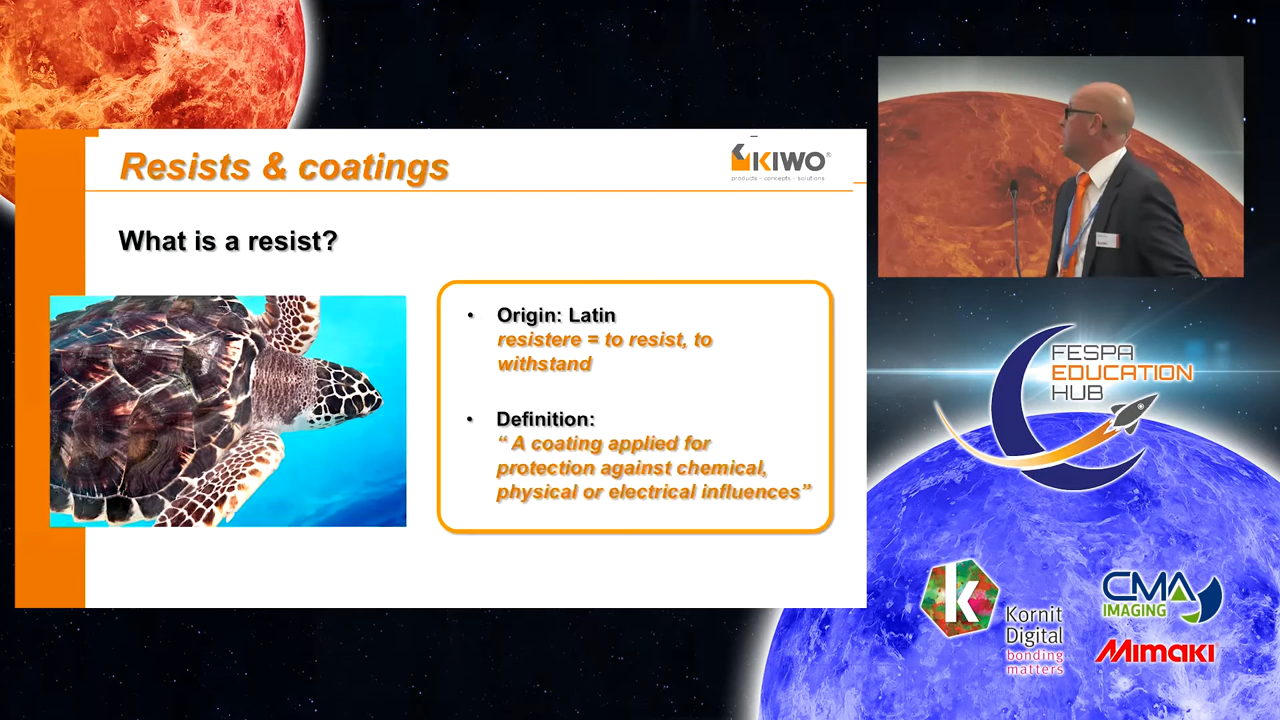 Resists & coatings
KIWO®
products - concepts - solutions
What is a resist?
• Origin: Latin
resistere = to resist, to
withstand
• Definition:
“ A coating applied for
protection against chemical,
physical or electrical influences”
FESPA
EDUCATION
HUB
k
Kornit
Digital
bonding
matters
CMA
IMAGING
Mimaki